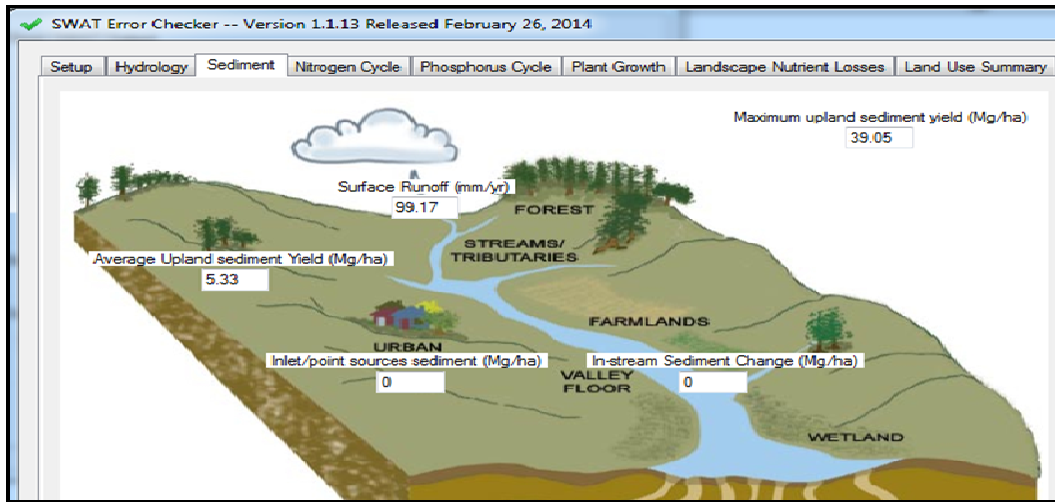 SWAT Error Checker -- Version 1.1.13 Released February 26, 2014
Setup Hydrology Sediment Nitrogen Cycle Phosphorus Cycle Plant Growth Landscape Nutrient Losses Land Use Summary
Maximum upland sediment yield (Mg/ha)
39.05
Surface Runoff (mm/yr)
99.17
FOREST
STREAMS/
TRIBUTARIES
Average Upland sediment Yield (Mg/ha)
5.33
FARMLANDS
URBAN
Inlet/point sources sediment (Mg/ha)
0
In-stream Sediment Change (Mg/ha)
0
VALLEY
FLOOR
WETLAND